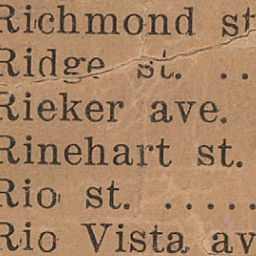 Richmond st
Ridge st. ..
Rieker ave.
Rinehart st.
Rio st. .....
Rio Vista av